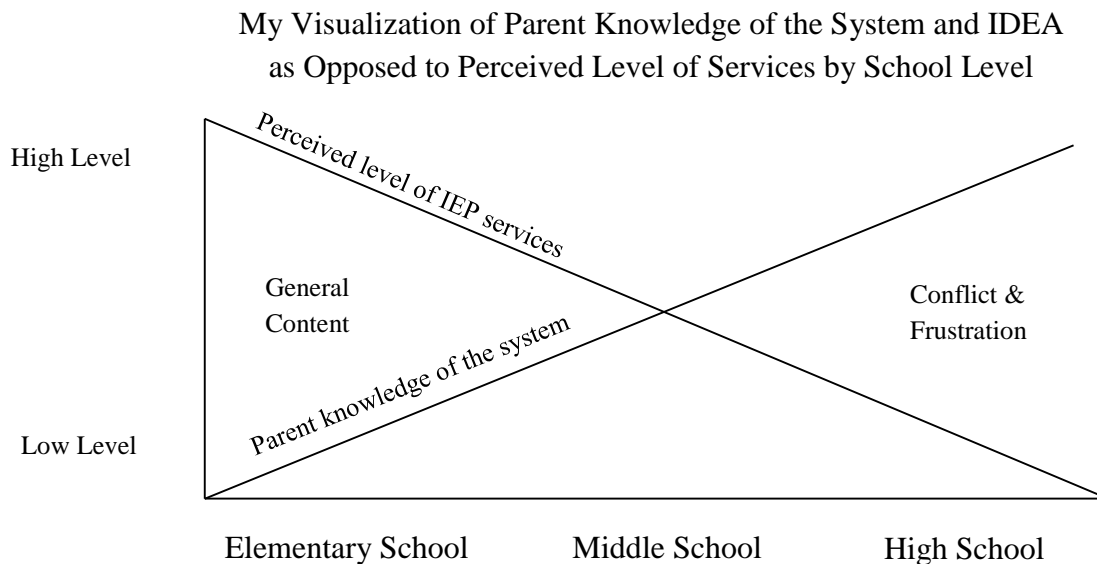 My Visualization of Parent Knowledge of the System and IDEA
as Opposed to Perceived Level of Services by School Level
High Level
Perceived level of IEP services
General
Content
Conflict &
Frustration
Parent knowledge of the system
Low Level
Elementary School
Middle School
High School